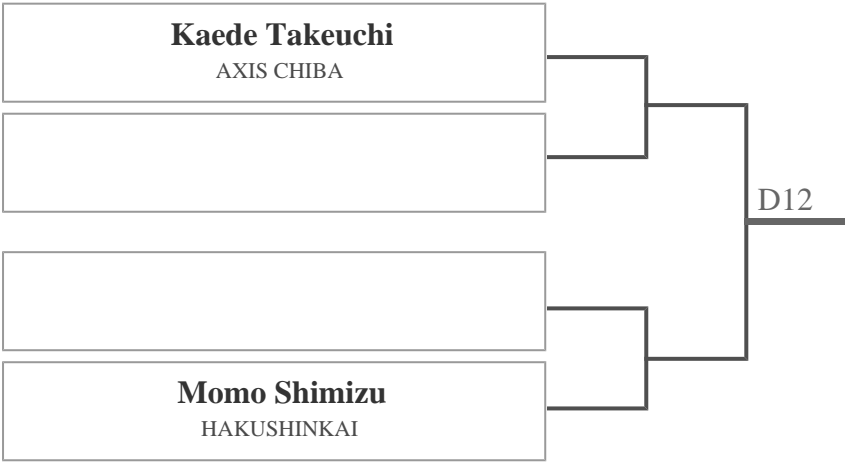 Kaede Takeuchi
AXIS CHIBA
D12
Momo Shimizu
HAKUSHINKAI